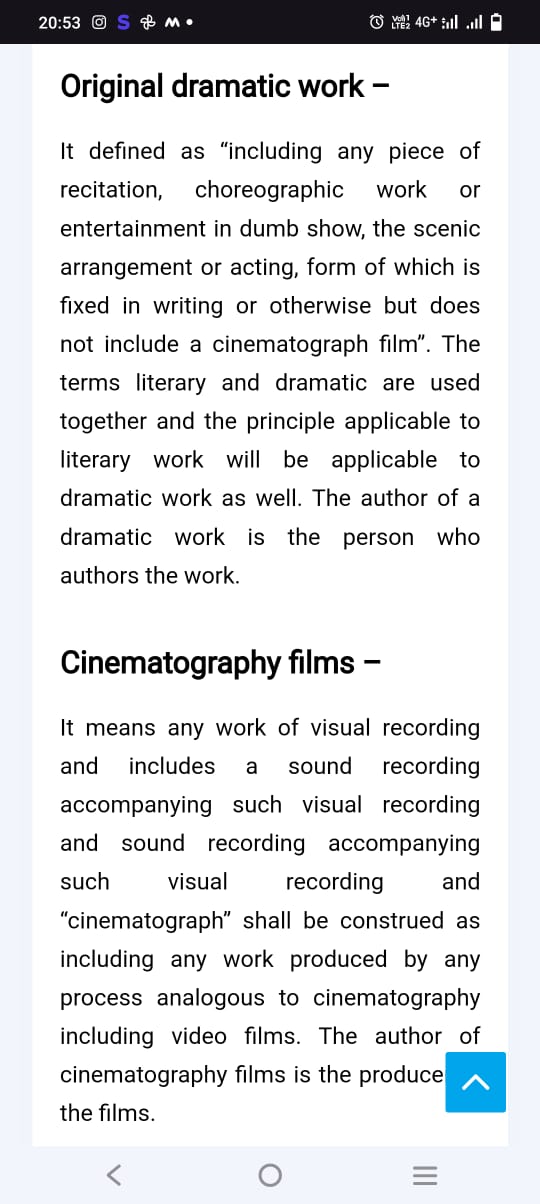 20:53
4G+
Original dramatic work –
It defined as “including any piece of
recitation, choreographic work or
entertainment in dumb show, the scenic
arrangement or acting, form of which is
fixed in writing or otherwise but does
not include a cinematograph film”. The
terms literary and dramatic are used
together and the principle applicable to
literary work will be applicable to
dramatic work as well. The author of a
dramatic work is the person who
authors the work.
Cinematography films –
It means any work of visual recording
and includes a sound recording
accompanying such visual recording
and sound recording accompanying
such visual recording and
“cinematograph” shall be construed as
including any work produced by any
process analogous to cinematography
including video films. The author of
cinematography films is the produce
the films.